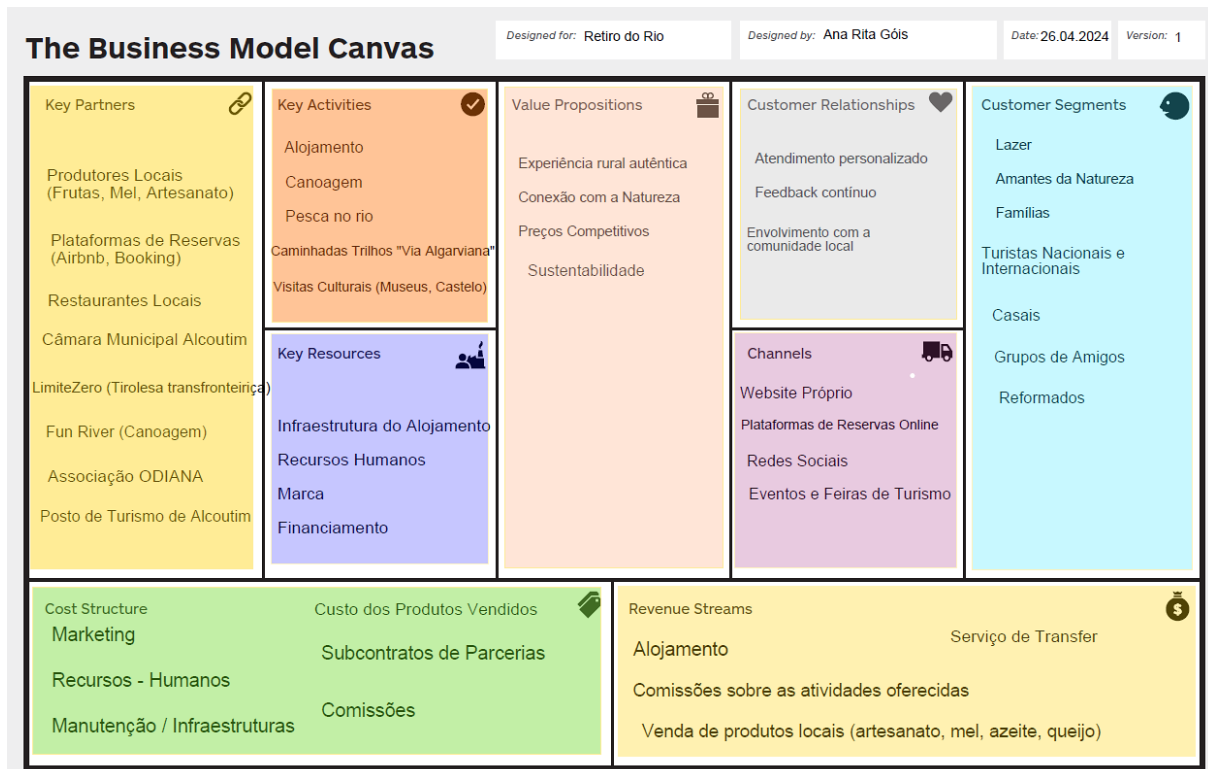 The Business Model Canvas
Designed for: Retiro do Rio
Designed by: Ana Rita Góis
Date: 26.04.2024
Version: 1
Key Partners
Produtores Locais
(Frutas, Mel, Artesanato)
Plataformas de Reservas
(Airbnb, Booking)
Restaurantes Locais
Câmara Municipal Alcoutim
LimiteZero (Tirolesa transfronteiriça)
Fun River (Canoagem)
Associação ODIANA
Posto de Turismo de Alcoutim
Key Activities
Alojamento
Canoagem
Pesca no rio
Caminhadas Trilhos "Via Algarviana"
Visitas Culturais (Museus, Castelo)
Key Resources
Infraestrutura do Alojamento
Recursos Humanos
Marca
Financiamento
Value Propositions
Experiência rural autêntica
Conexão com a Natureza
Preços Competitivos
Sustentabilidade
Customer Relationships
Atendimento personalizado
Feedback contínuo
Envolvimento com a
comunidade local
Channels
Website Próprio
Plataformas de Reservas Online
Redes Sociais
Eventos e Feiras de Turismo
Customer Segments
Lazer
Amantes da Natureza
Famílias
Turistas Nacionais e
Internacionais
Casais
Grupos de Amigos
Reformados
Cost Structure
Marketing
Recursos - Humanos
Manutenção / Infraestruturas
Custo dos Produtos Vendidos
Subcontratos de Parcerias
Comissões
Revenue Streams
$
Alojamento
Serviço de Transfer
Comissões sobre as atividades oferecidas
Venda de produtos locais (artesanato, mel, azeite, queijo)